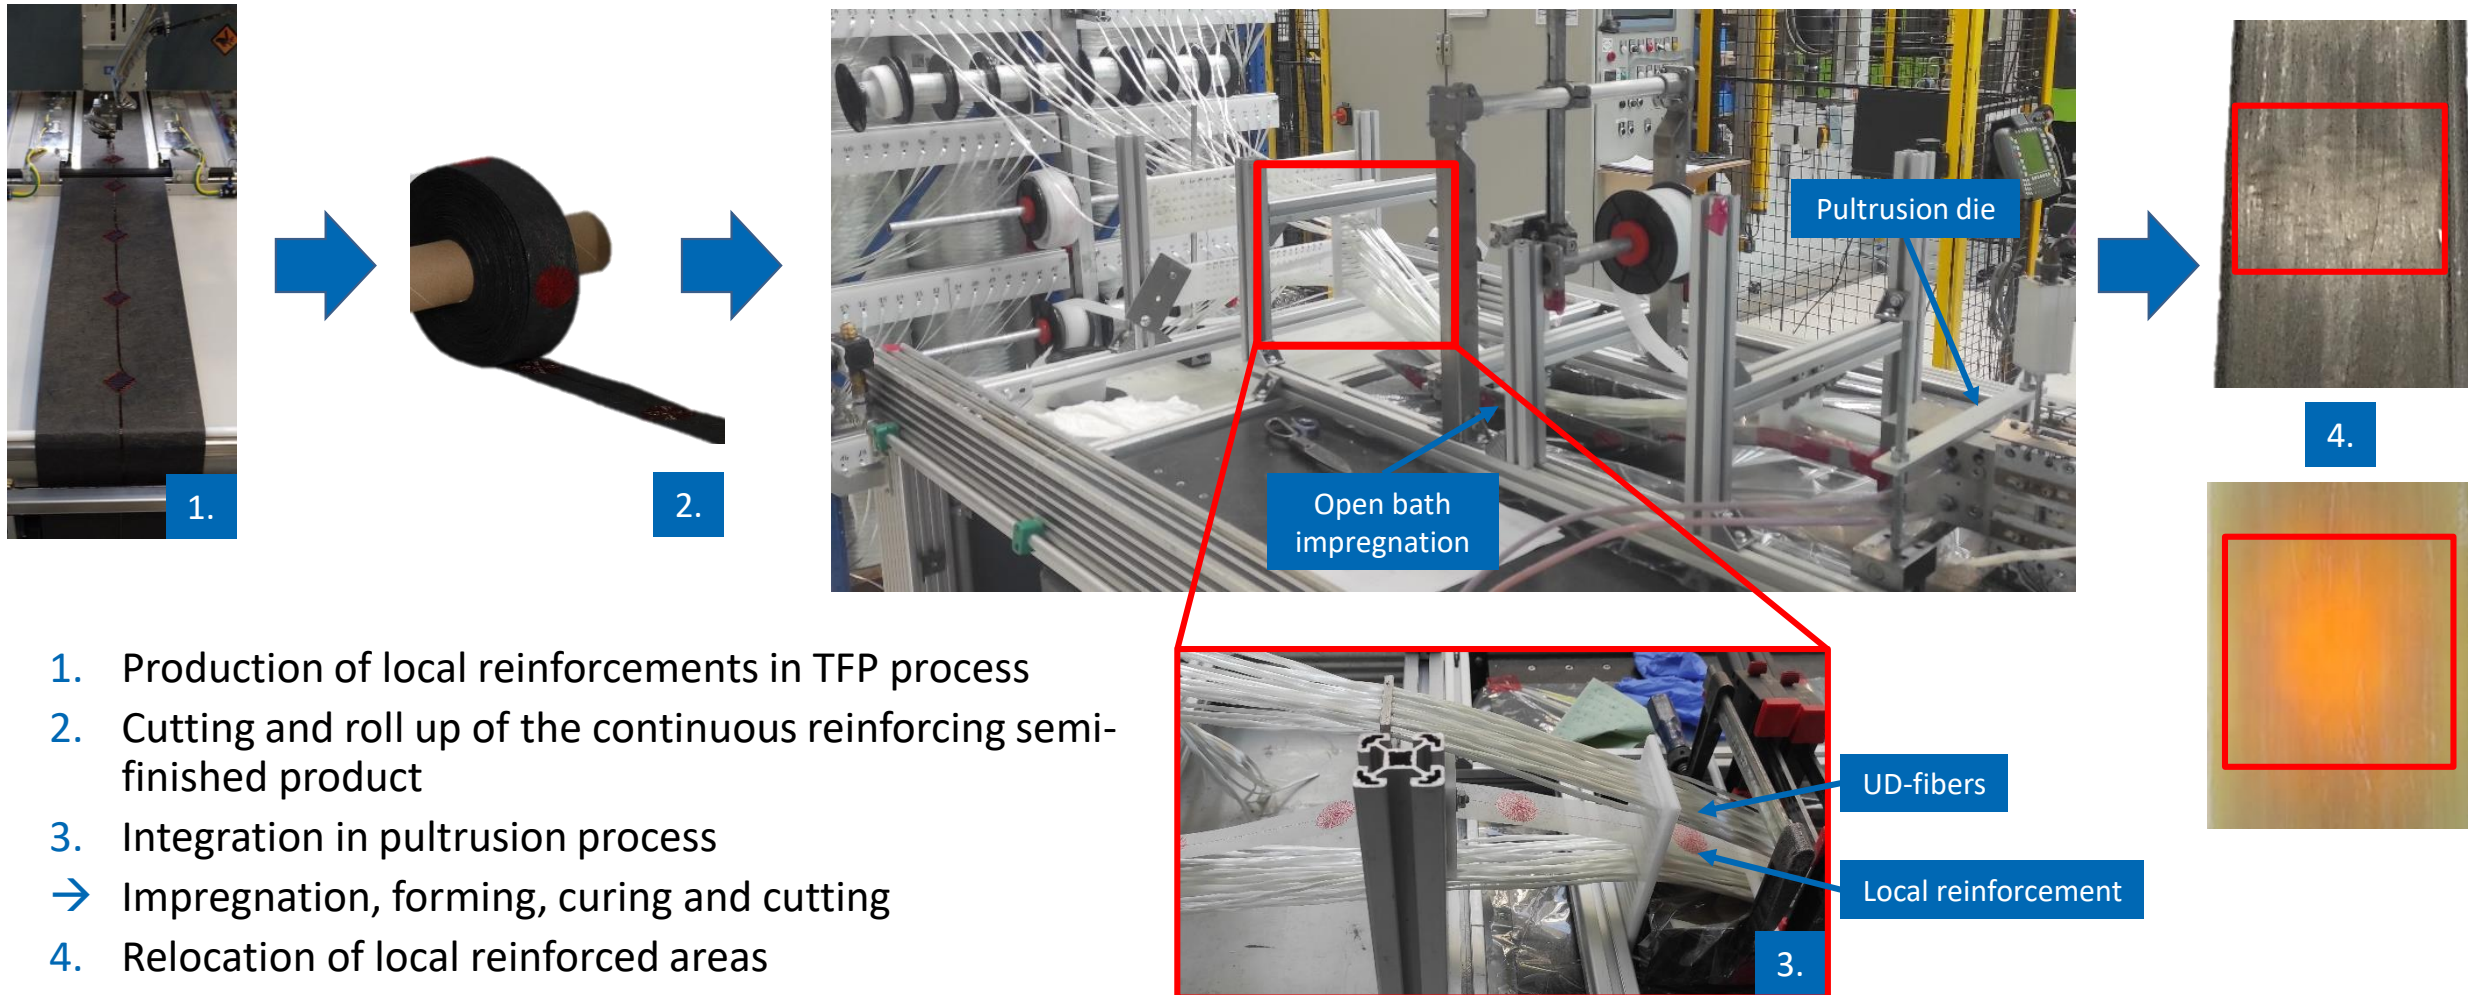 1.
2.
Pultrusion die
Open bath
impregnation
4.
1. Production of local reinforcements in TFP process
2. Cutting and roll up of the continuous reinforcing semi-
finished product
3. Integration in pultrusion process
→ Impregnation, forming, curing and cutting
4. Relocation of local reinforced areas
UD-fibers
Local reinforcement
3.